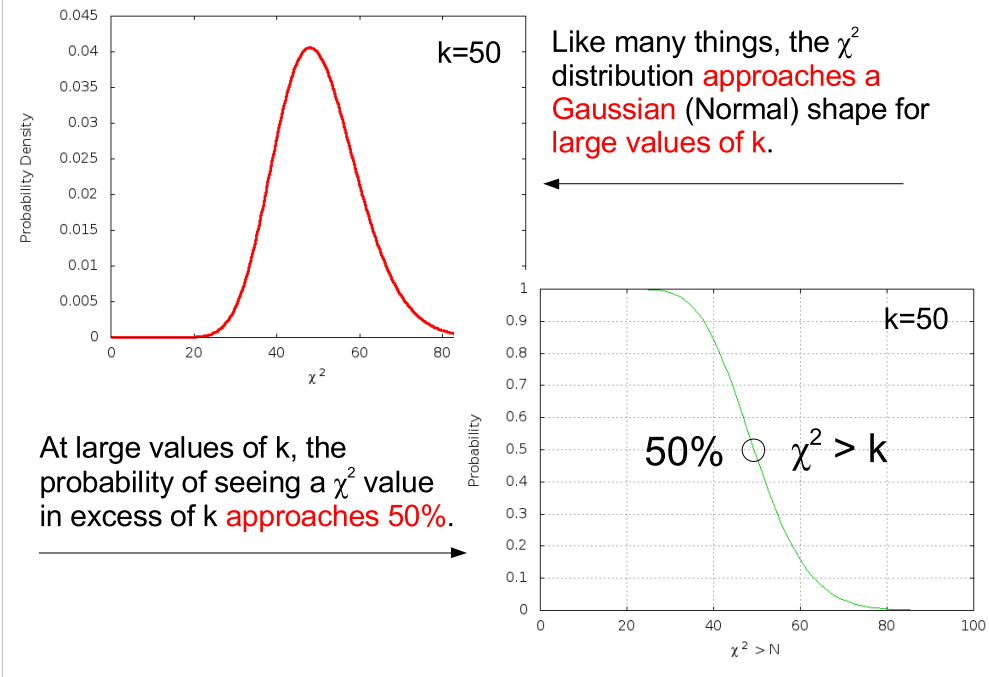 0.045
0.04
0.035
0.03
0.025
0.02
0.015
0.01
0.005
0
Probability Density
k=50
0 20 40 60 80
χ²
Like many things, the χ²
distribution approaches a
Gaussian (Normal) shape for
large values of k.
At large values of k, the
probability of seeing a χ² value
in excess of k approaches 50%.
1
0.9
0.8
0.7
0.6
0.5
0.4
0.3
0.2
0.1
0
Probability
k=50
50% χ² > k
0 20 40 60 80 100
χ² > N